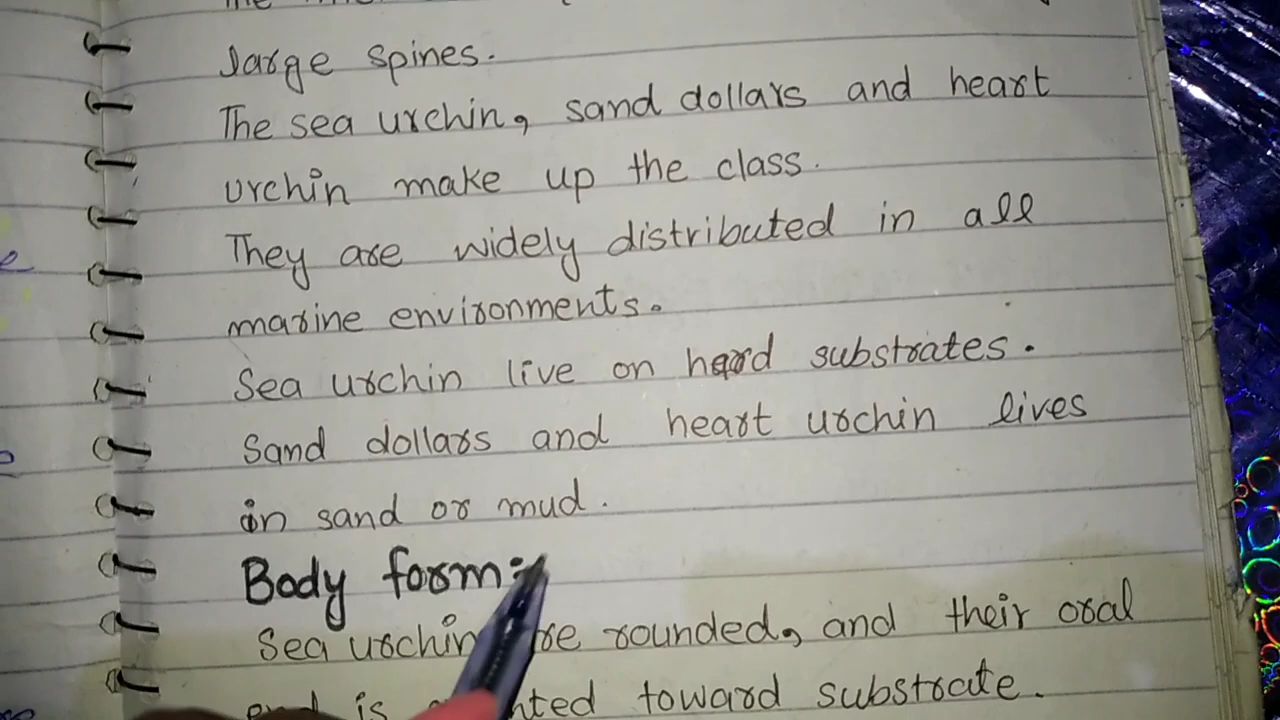 large spines.
The sea urchin, sand dollars and heart
urchin make up the class.
They are widely distributed in all
marine environments.
Sea urchin live on hard substrates.
Sand dollars and heart urchin lives
in sand or mud.
Body form:
Sea urchin are rounded, and their oral
end is toward substrate.